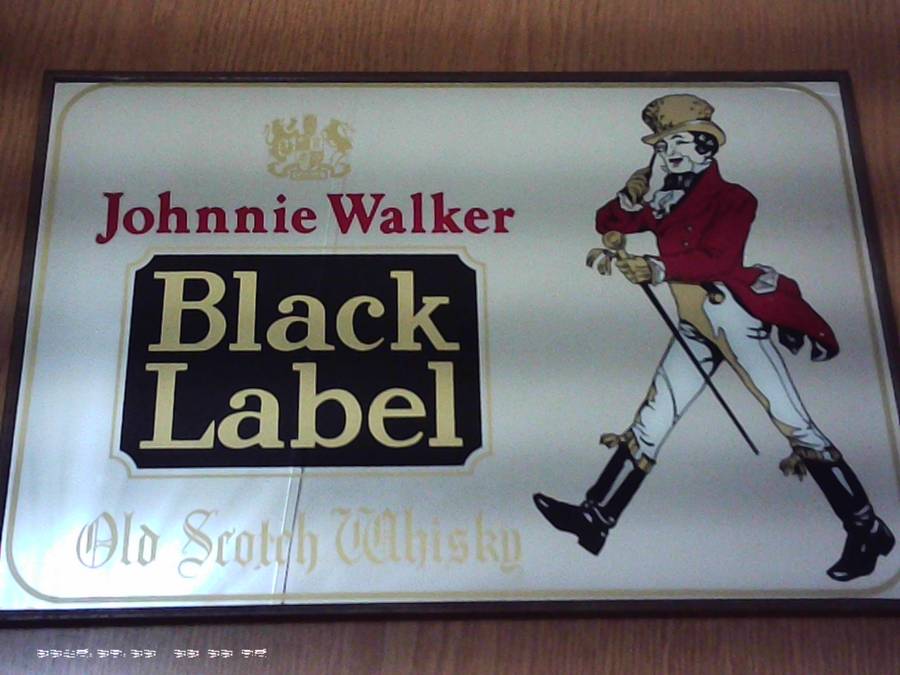 Johnnie Walker
Black
Label
Old Scotch Whisky